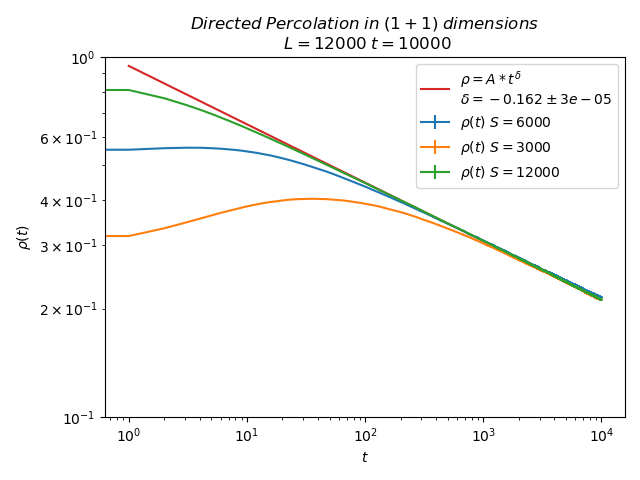 Directed Percolation in (1 + 1) dimensions
L = 12000 t = 10000
ρ = A * t^δ
δ = − 0.162 ± 3e − 05
ρ(t) S = 6000
ρ(t) S = 3000
ρ(t) S = 12000
10^0
6 × 10^−1
4 × 10^−1
3 × 10^−1
2 × 10^−1
10^−1
ρ(t)
10^0 10^1 10^2 10^3 10^4
t